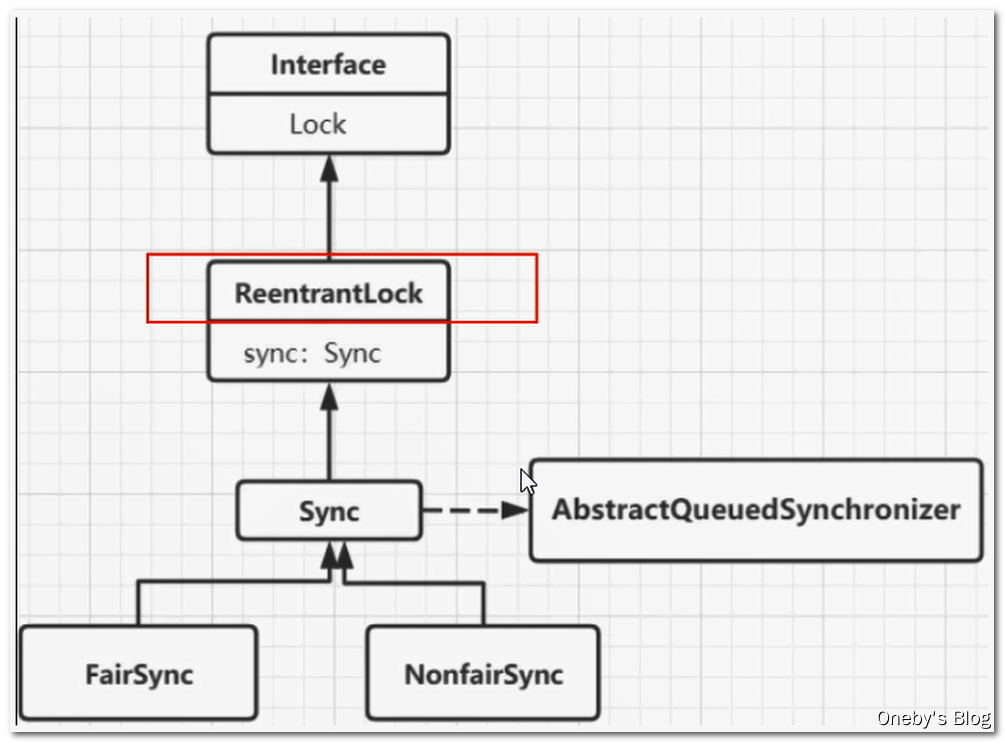 Interface
Lock
ReentrantLock
sync: Sync
Sync
AbstractQueuedSynchronizer
FairSync
NonfairSync
Oneby's Blog